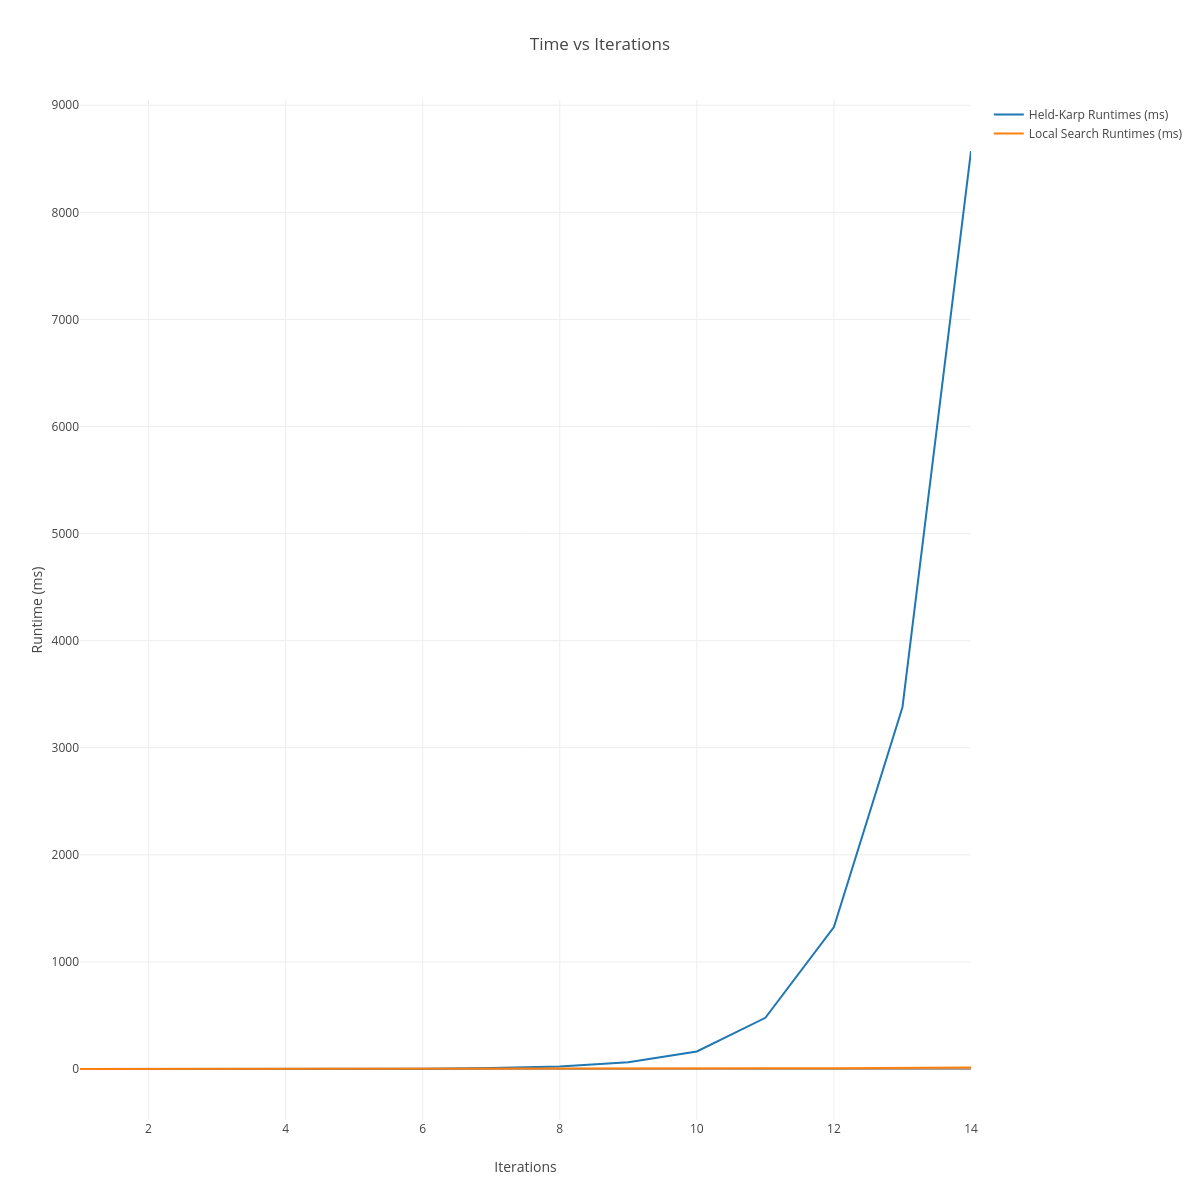 Time vs Iterations
Held-Karp Runtimes (ms)
Local Search Runtimes (ms)
Runtime (ms)
9000
8000
7000
6000
5000
4000
3000
2000
1000
0
2 4 6 8 10 12 14
Iterations